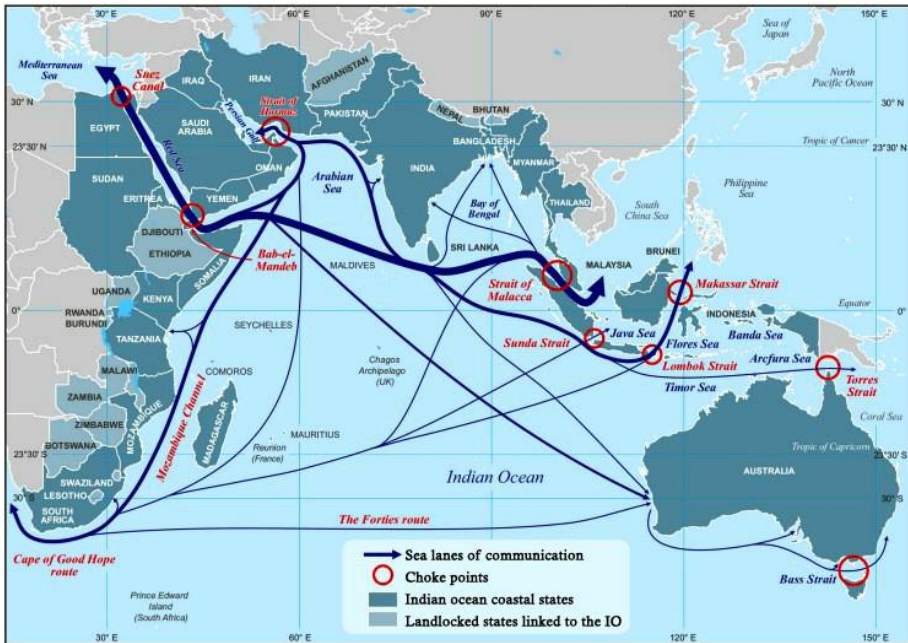 30° E
60° E
90° E
120° E
150° E
Mediterranean
Sea
Suez
Canal
IRAQ
IRAN
AFGHANISTAN
Sea of
Japan
North
Pacific Ocean
30° N
30° N
EGYPT
SAUDI
ARABIA
Persian Gulf
Strait of
Hormuz
PAKISTAN
NEPAL
BHUTAN
BANGLADESH
Tropic of Cancer
23°30'
23°30'
Red Sea
OMAN
Arabian
Sea
INDIA
MYANMAR
Philippine
Sea
SUDAN
ERITREA
YEMEN
Bay of
Bengal
THAILAND
South
China Sea
DJIBOUTI
ETHIOPIA
Bab-el-
Mandeb
SOMALIA
SRI LANKA
MALDIVES
BRUNEI
MALAYSIA
Strait of
Malacca
Makassar Strait
UGANDA
KENYA
0°
0°
Equator
RWANDA
BURUNDI
SEYCHELLES
INDONESIA
TANZANIA
Sunda Strait
Java Sea
Flores Sea
Banda Sea
Chagos
Archipelago
(UK)
Lombok Strait
Arcfura Sea
Timor Sea
Torres
Strait
MALAWI
COMOROS
ZAMBIA
MOZAMBIQUE
Mozambique Channl
MADAGASCAR
ZIMBABWE
MAURITIUS
Reunion
(France)
Coral Sea
BOTSWANA
23°30' S
23°30' S
Tropic of Capricorn
AUSTRALIA
Indian Ocean
SWAZILAND
LESOTHO
30° S
30° S
SOUTH
AFRICA
The Forties route
Cape of Good Hope
route
Sea lanes of communication
Choke points
Indian ocean coastal states
Landlocked states linked to the IO
Bass Strait
Prince Edward
Island
(South Africa)
30° E
60° E
90° E
120° E
150° E